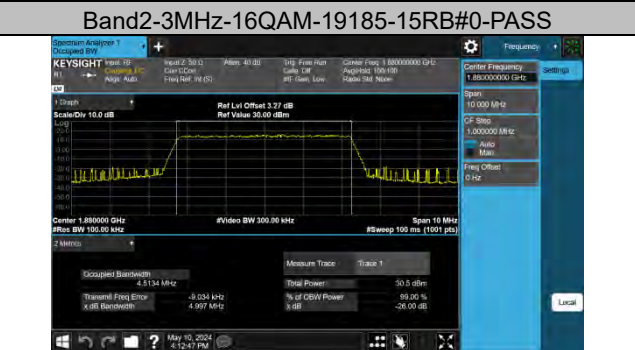 Band2-3MHz-16QAM-19185-15RB#0-PASS
Spectrum Analyzer 1
Occupied BW
Frequency
KEYSIGHT Input: RF
Input Z: 50 Ω
Atten: 40 dB
Trig: Free Run
Center Freq: 1.880000000 GHz
Corr CCorr
Gate: Off
Avg|Hold: 100/100
Align: Auto
Freq Ref: Int (S)
#IF Gain: Low
Radio Std: None
Center Frequency
1.880000000 GHz
Settings
Span
10.000 MHz
CF Step
1.000000 MHz
Auto
Man
Freq Offset
0 Hz
1 Graph
Ref Lvl Offset 3.27 dB
Scale/Div 10.0 dB
Ref Value 30.00 dBm
Log
Center 1.880000 GHz
#Video BW 300.00 kHz
Span 10 MHz
#Res BW 100.00 kHz
#Sweep 100 ms (1001 pts)
2 Metrics
Measure Trace
Trace 1
Occupied Bandwidth
4.5134 MHz
Total Power
30.5 dBm
Transmit Freq Error
-9.034 kHz
% of OBW Power
99.00 %
x dB Bandwidth
4.997 MHz
x dB
-26.00 dB
Local
May 10, 2024
4:12:47 PM